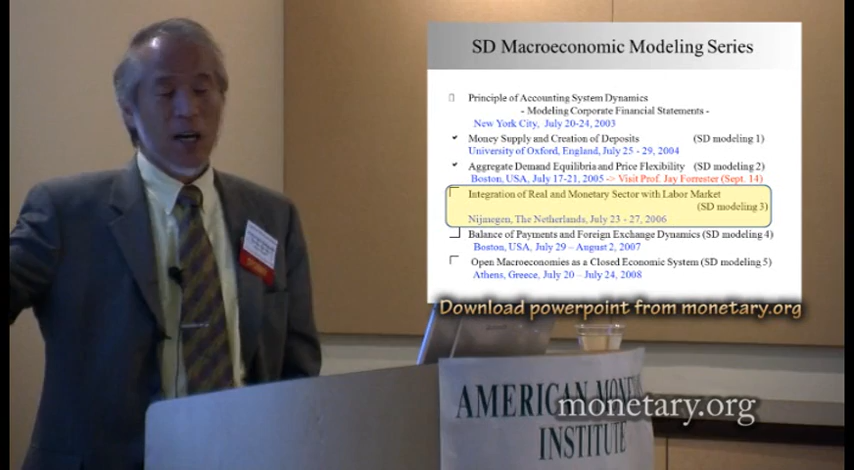 SD Macroeconomic Modeling Series
Principle of Accounting System Dynamics
- Modeling Corporate Financial Statements -
New York City, July 20-24, 2003
Money Supply and Creation of Deposits (SD modeling 1)
University of Oxford, England, July 25 - 29, 2004
Aggregate Demand Equilibria and Price Flexibility (SD modeling 2)
Boston, USA, July 17-21, 2005 -> Visit Prof. Jay Forrester (Sept. 14)
Integration of Real and Monetary Sector with Labor Market
(SD modeling 3)
Nijmegen, The Netherlands, July 23 - 27, 2006
Balance of Payments and Foreign Exchange Dynamics (SD modeling 4)
Boston, USA, July 29 – August 2, 2007
Open Macroeconomies as a Closed Economic System (SD modeling 5)
Athens, Greece, July 20 – July 24, 2008
Download powerpoint from monetary.org
AMERICAN
monetary.org
INSTITUTE